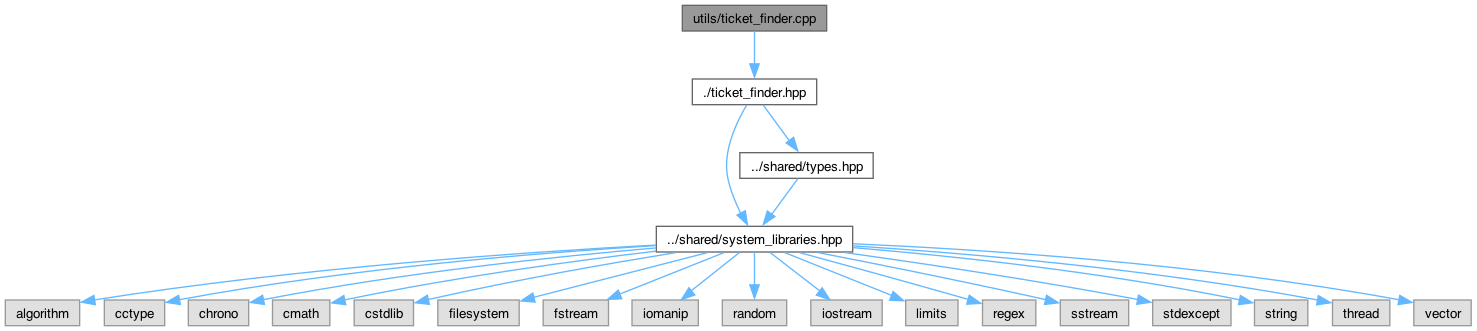 utils/ticket_finder.cpp
./ticket_finder.hpp
../shared/types.hpp
../shared/system_libraries.hpp
algorithm
cctype
chrono
cmath
cstdlib
filesystem
fstream
iomanip
random
iostream
limits
regex
sstream
stdexcept
string
thread
vector